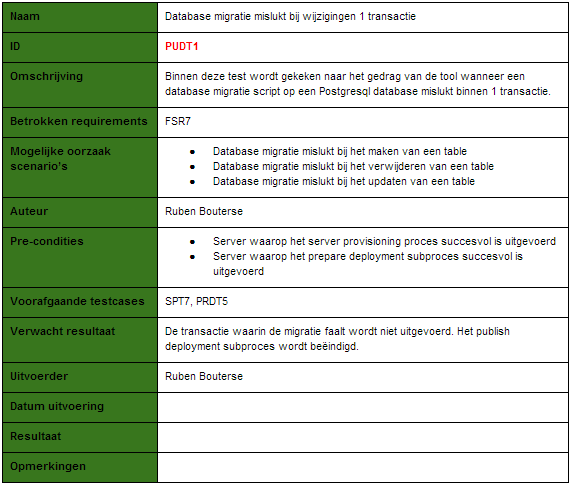 Naam
Database migratie mislukt bij wijzigingen 1 transactie
ID
PUDT1
Omschrijving
Binnen deze test wordt gekeken naar het gedrag van de tool wanneer een
database migratie script op een Postgresql database mislukt binnen 1 transactie.
Betrokken requirements
FSR7
Mogelijke oorzaak
scenario's
● Database migratie mislukt bij het maken van een table
● Database migratie mislukt bij het verwijderen van een table
● Database migratie mislukt bij het updaten van een table
Auteur
Ruben Bouterse
Pre-condities
● Server waarop het server provisioning proces succesvol is uitgevoerd
● Server waarop het prepare deployment subproces succesvol is
uitgevoerd
Voorafgaande testcases
SPT7, PRDT5
Verwacht resultaat
De transactie waarin de migratie faalt wordt niet uitgevoerd. Het publish
deployment subproces wordt beëindigd.
Uitvoerder
Ruben Bouterse
Datum uitvoering
Resultaat
Opmerkingen